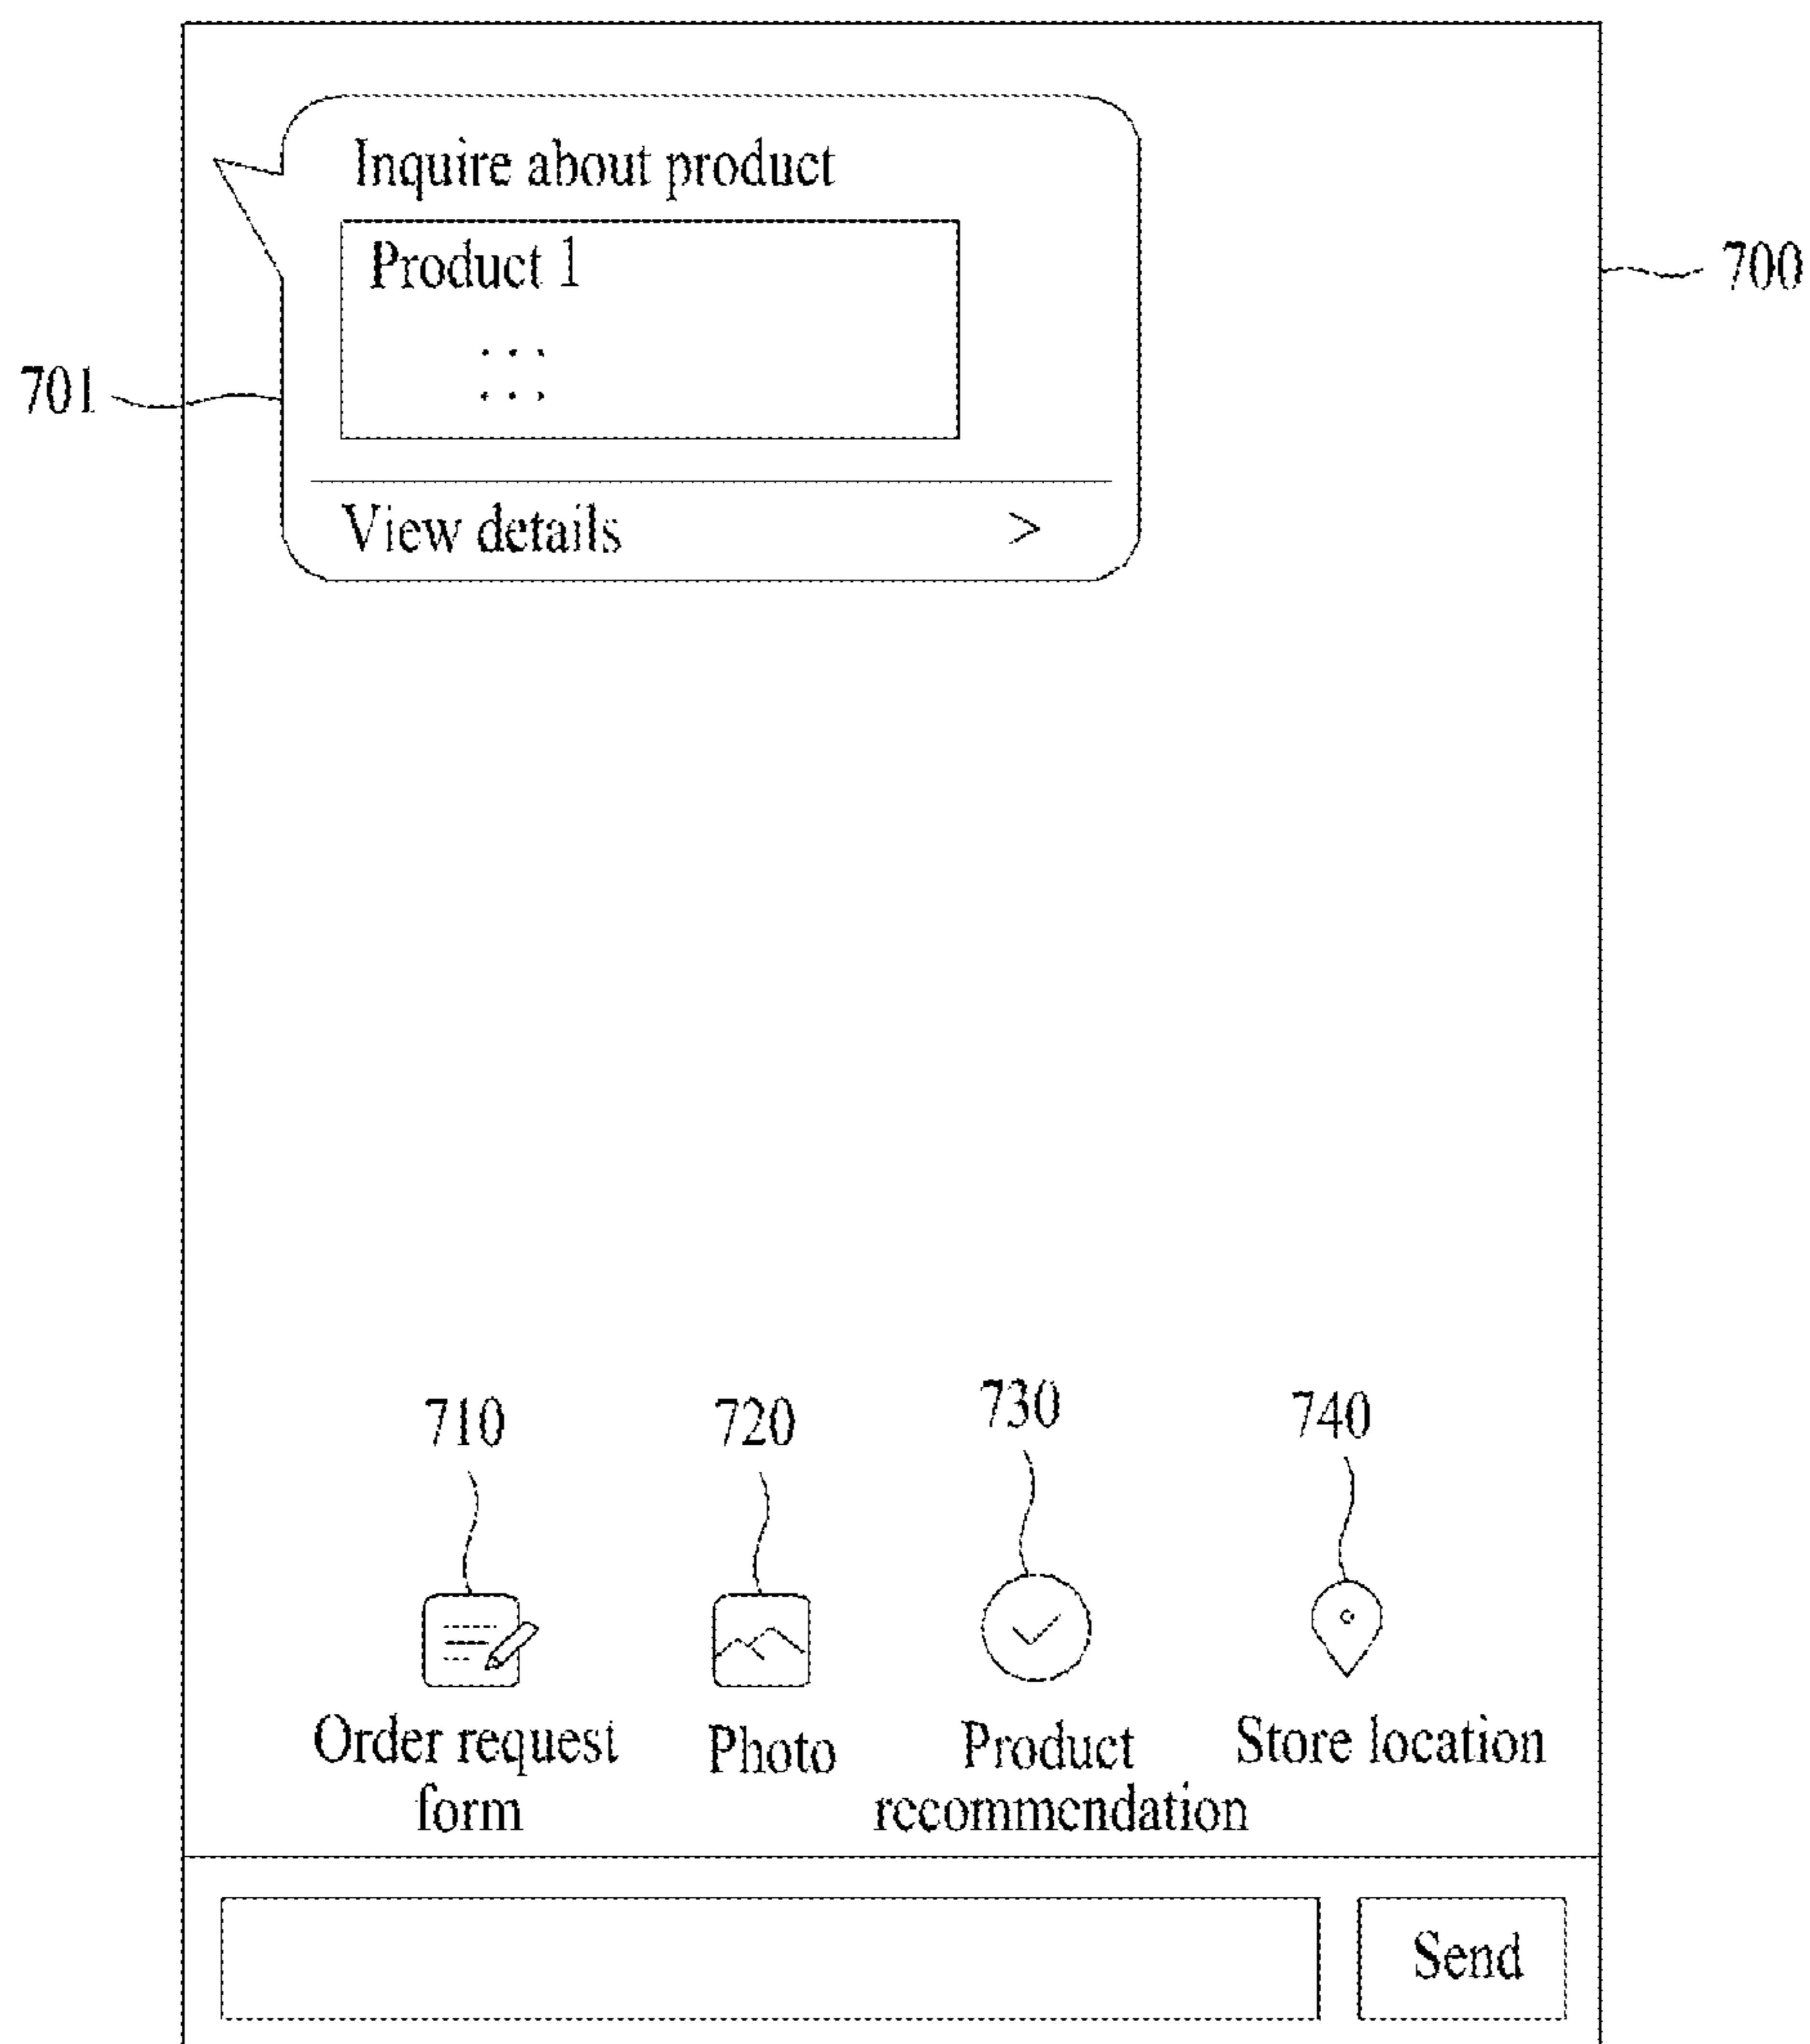 Inquire about product
Product 1
...
...
View details >
700
701
710 720 730 740
Order request form
Photo
Product recommendation
Store location
Send